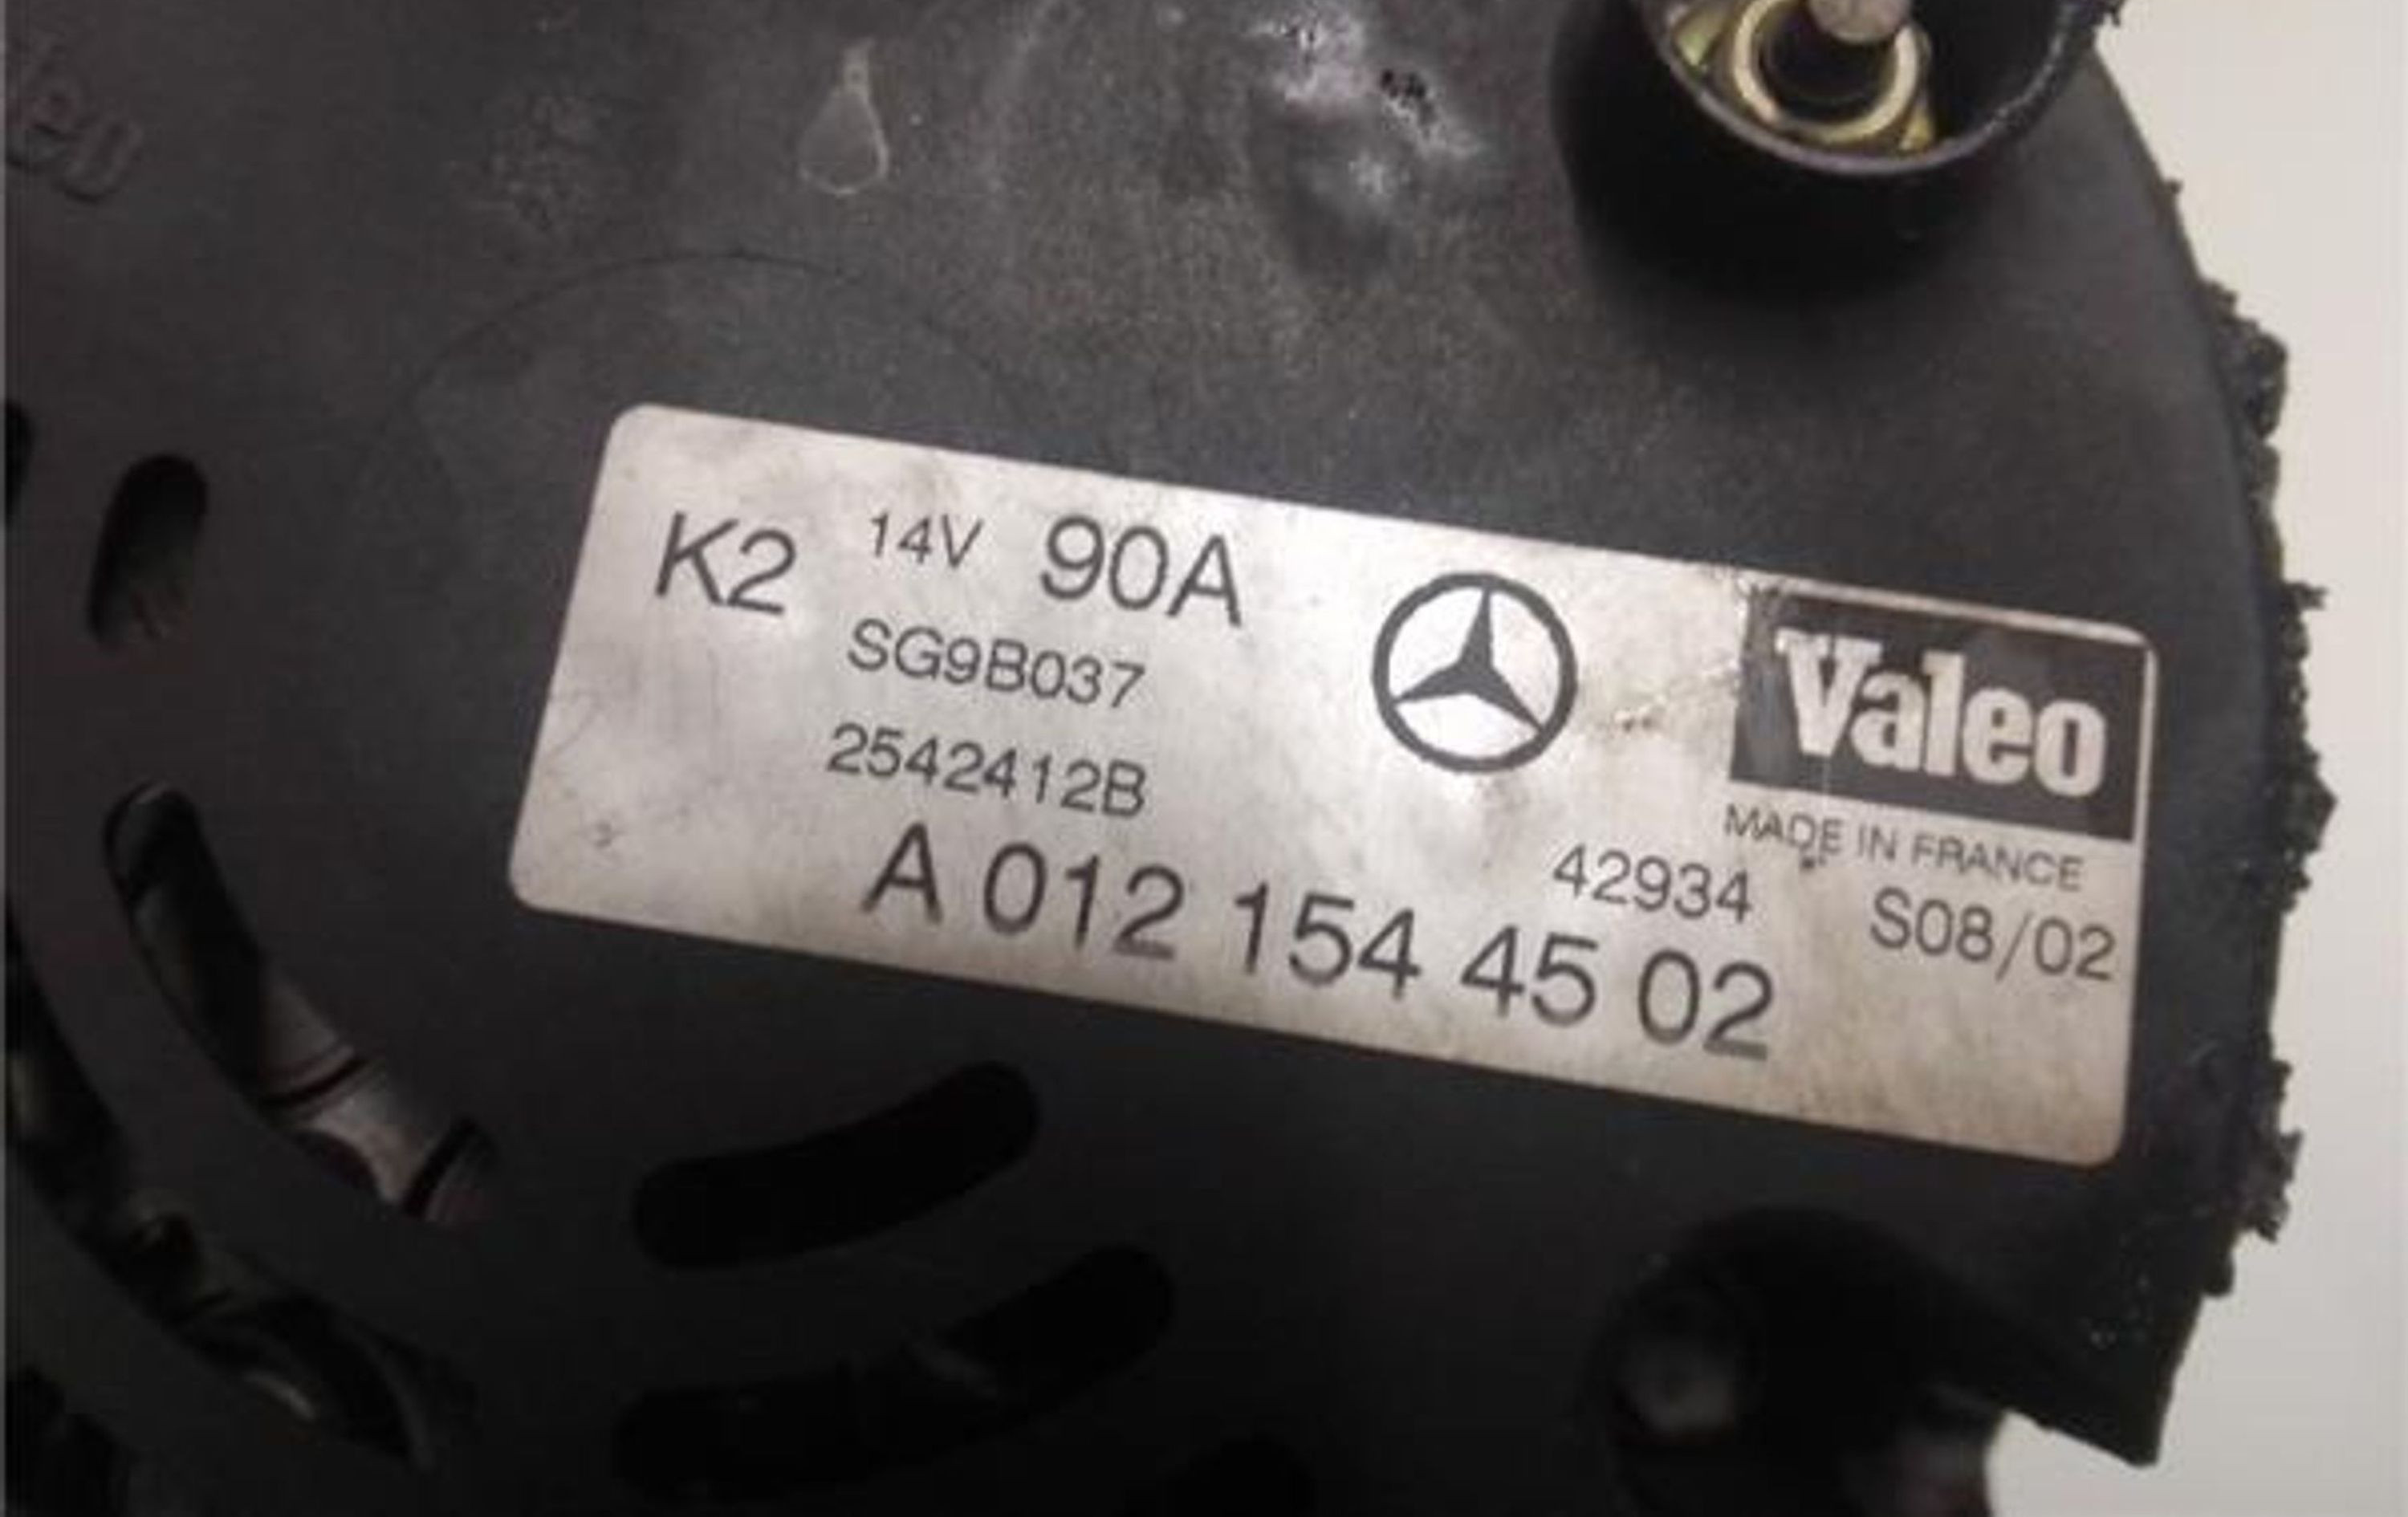 K2 14V 90A
SG9B037
2542412B
Valeo
MADE IN FRANCE
42934 S08/02
A 012 154 45 02